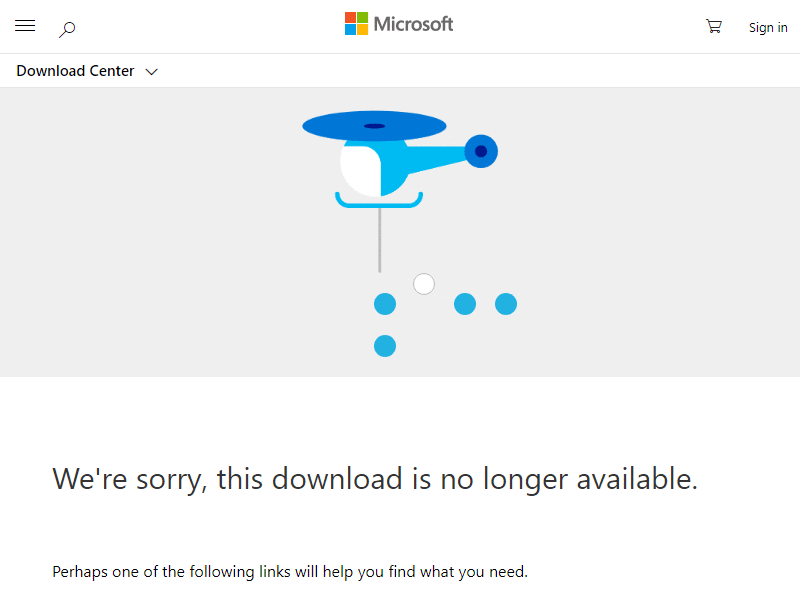 Microsoft
Sign in
Download Center
We're sorry, this download is no longer available.
Perhaps one of the following links will help you find what you need.